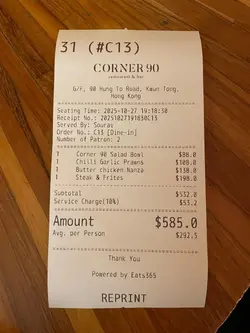 31 (#C13)
CORNER 90
restaurant & bar
G/F, 90 Hung To Road, Kwun Tong,
Hong Kong
Seating Time: 2025-10-27 19:18:30
Receipt No.: 20251027191830C13
Served By: Sourav
Order No.: C13 [Dine-in]
Number of Patron: 2
1 Corner 90 Salad Bowl $88.0
1 Chilli Garlic Prawns $108.0
1 Butter chicken Nanza $138.0
1 Steak & Frites $198.0
Subtotal $532.0
Service Charge(10%) $53.2
Amount $585.0
Avg. per Person $292.5
Thank You
Powered by Eats365
REPRINT